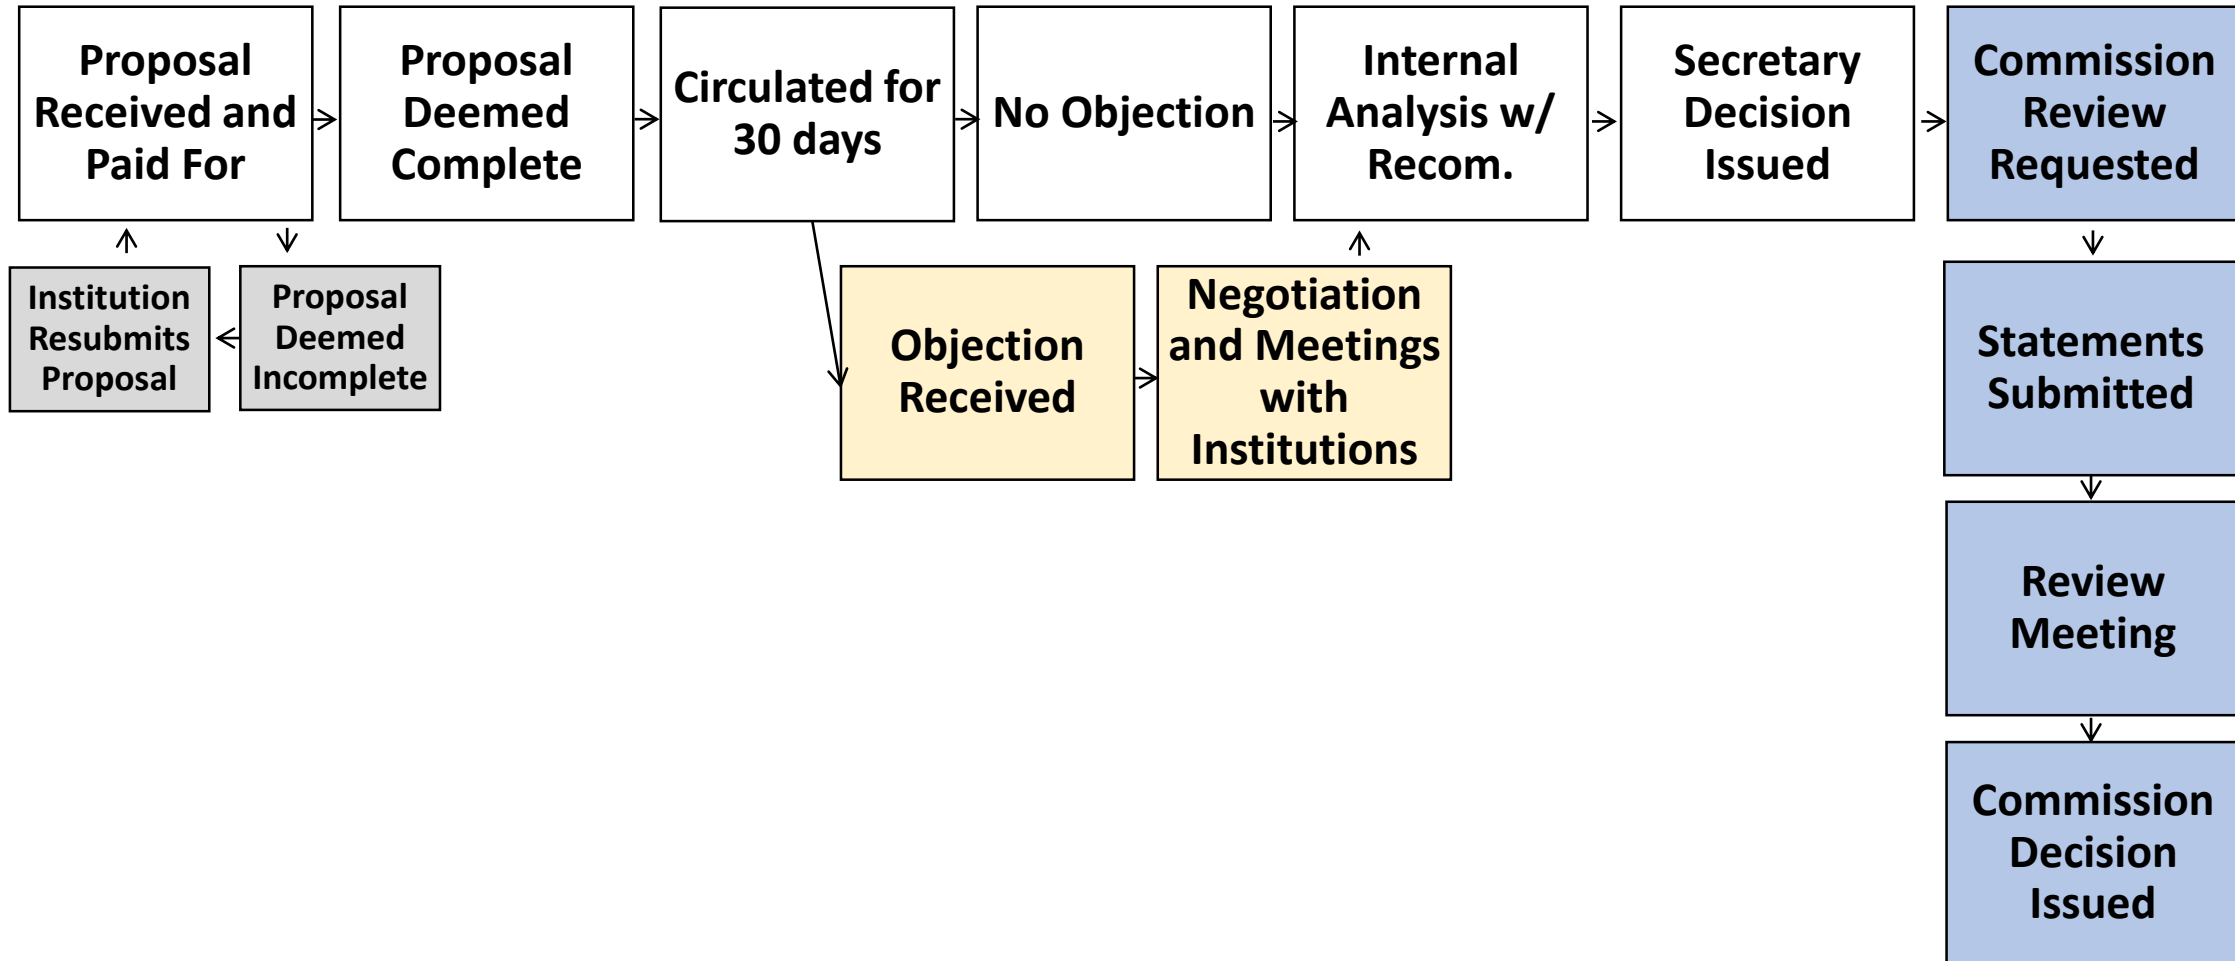 Proposal
Received and
Paid For
Proposal
Deemed
Complete
Circulated for
30 days
No Objection
Internal
Analysis w/
Recom.
Secretary
Decision
Issued
Commission
Review
Requested
Institution
Resubmits
Proposal
Proposal
Deemed
Incomplete
Objection
Received
Negotiation
and Meetings
with
Institutions
Statements
Submitted
Review
Meeting
Commission
Decision
Issued